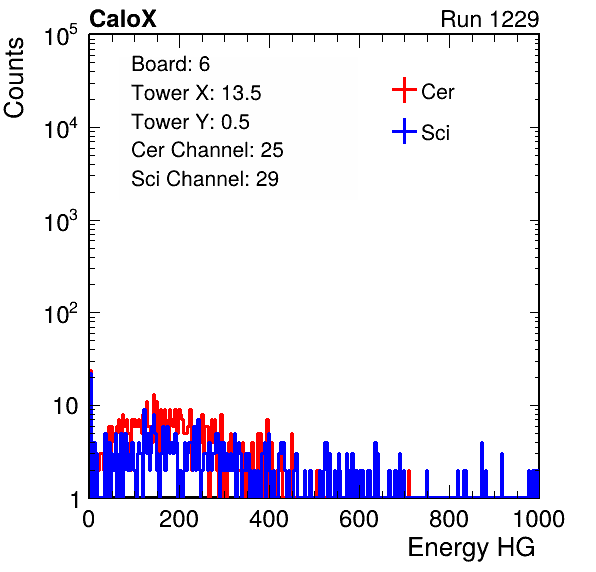 CaloX Run 1229
Board: 6
Tower X: 13.5
Tower Y: 0.5
Cer Channel: 25
Sci Channel: 29
Cer
Sci
Counts
10^5
10^4
10^3
10^2
10
1
0 200 400 600 800 1000
Energy HG